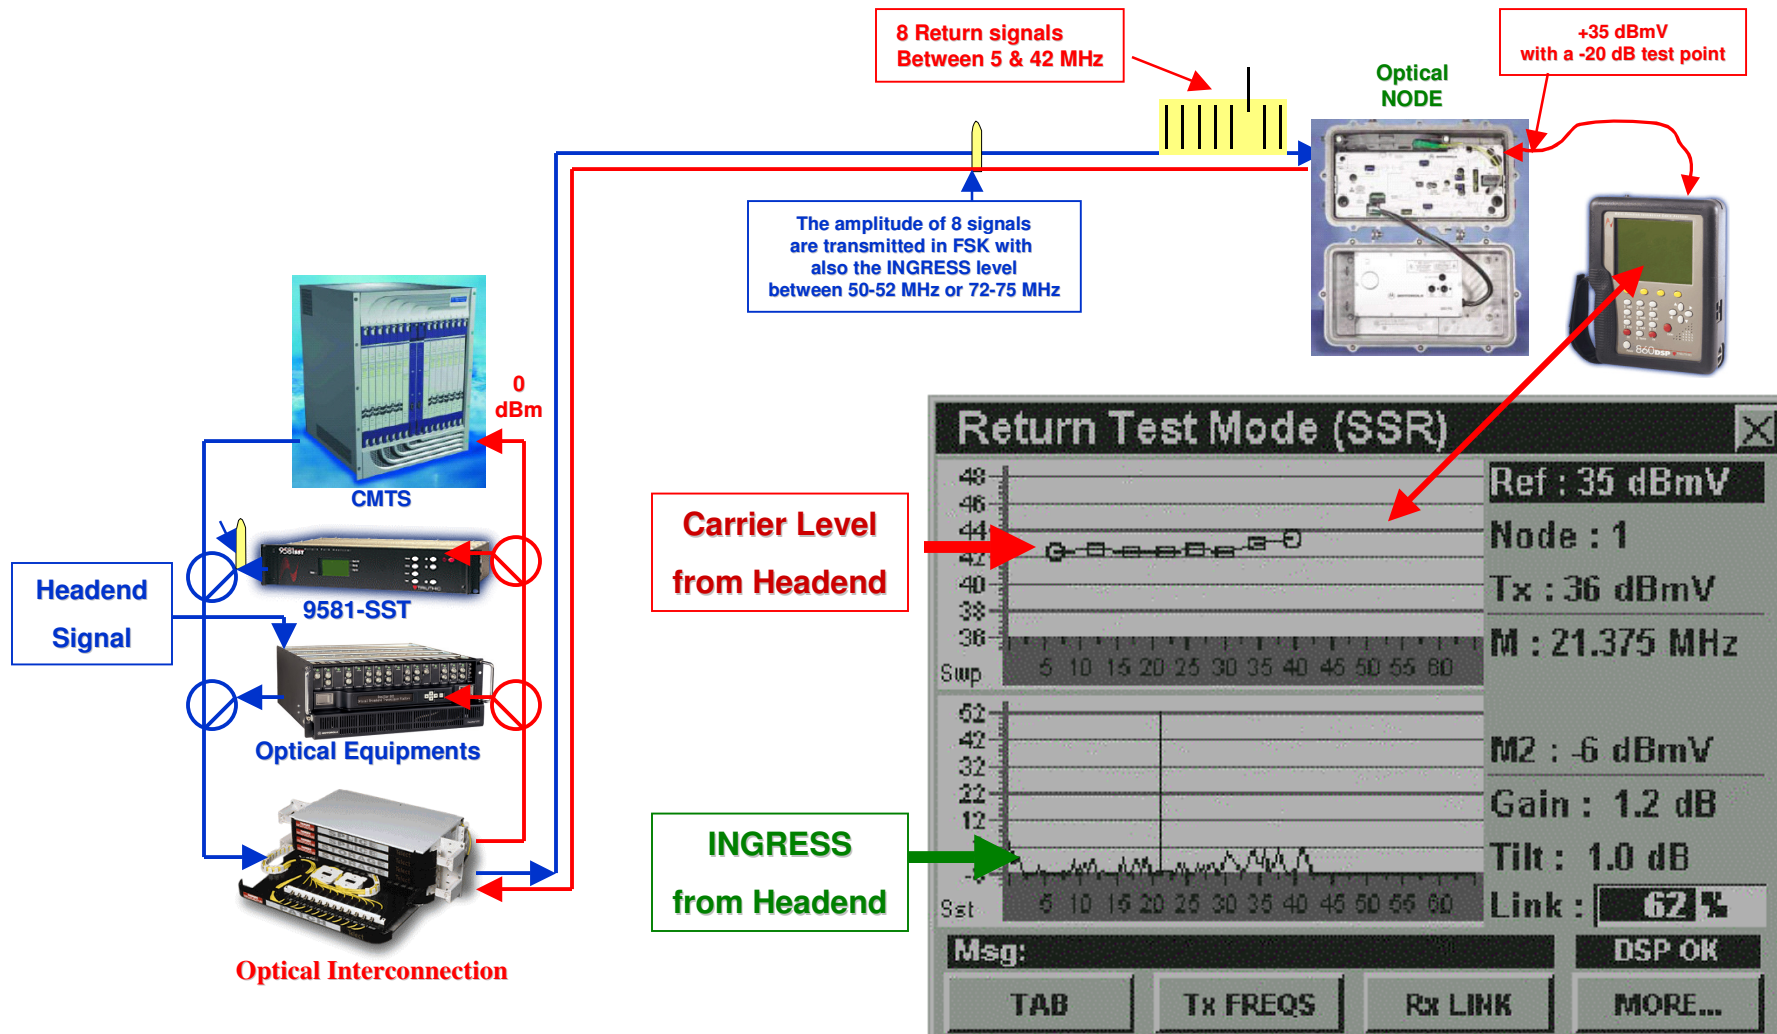 8 Return signals
Between 5 & 42 MHz
Optical
NODE
+35 dBmV
with a -20 dB test point
The amplitude of 8 signals
are transmitted in FSK with
also the INGRESS level
between 50-52 MHz or 72-75 MHz
0
dBm
CMTS
9581-SST
Headend
Signal
Optical Equipments
Optical Interconnection
860DSP
Carrier Level
from Headend
INGRESS
from Headend
Return Test Mode (SSR)
48
46
44
42
40
38
36
Swp
5 10 15 20 25 30 35 40 45 50 55 60
52
42
32
22
12
Sst
5 10 15 20 25 30 35 40 45 50 55 60
Ref : 35 dBmV
Node : 1
Tx : 36 dBmV
M : 21.375 MHz
M2 : -6 dBmV
Gain : 1.2 dB
Tilt : 1.0 dB
Link : 62 %
Msg:
DSP OK
TAB
Tx FREQS
Rx LINK
MORE...